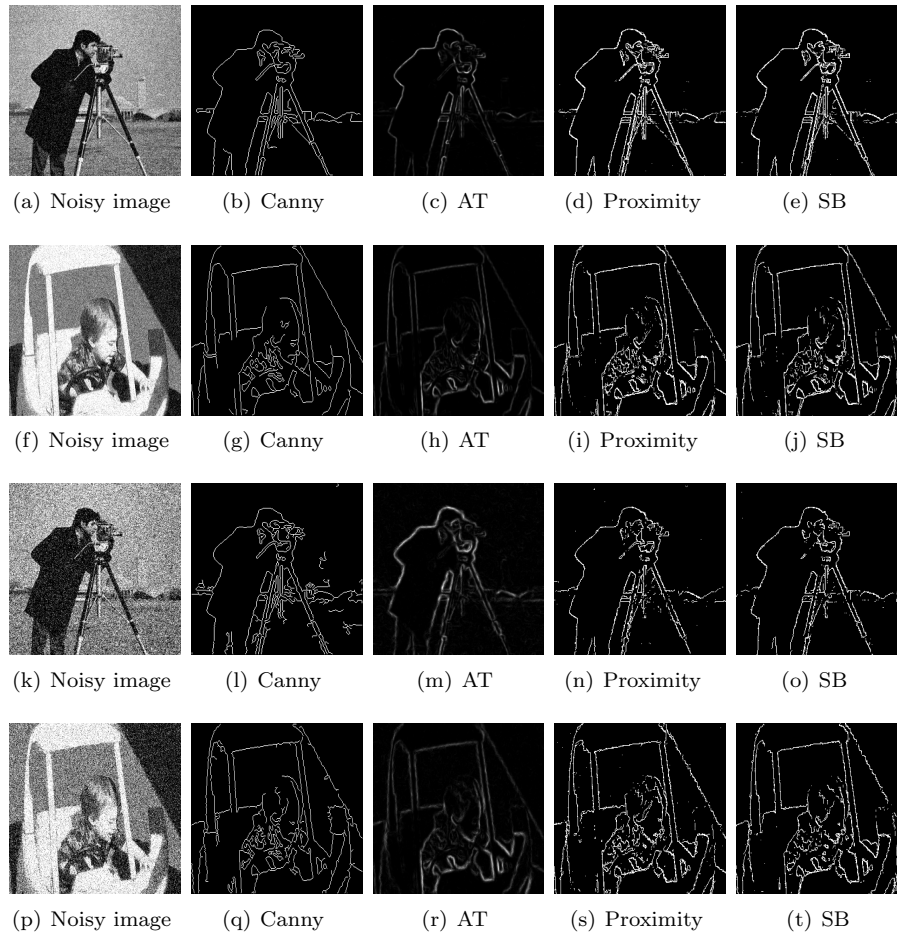 (a) Noisy image (b) Canny (c) AT (d) Proximity (e) SB
(f) Noisy image (g) Canny (h) AT (i) Proximity (j) SB
(k) Noisy image (l) Canny (m) AT (n) Proximity (o) SB
(p) Noisy image (q) Canny (r) AT (s) Proximity (t) SB